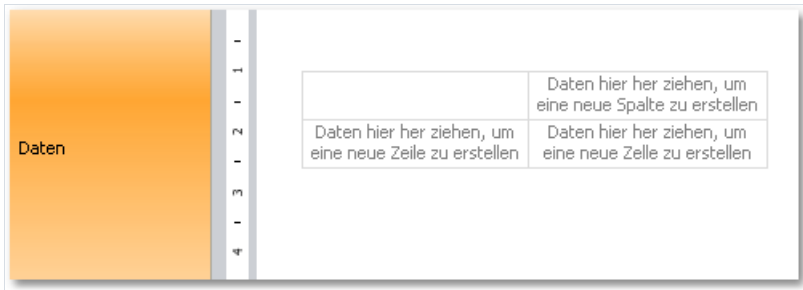 Daten
1
2
3
4
Daten hier her ziehen, um
eine neue Spalte zu erstellen
Daten hier her ziehen, um
eine neue Zeile zu erstellen
Daten hier her ziehen, um
eine neue Zelle zu erstellen